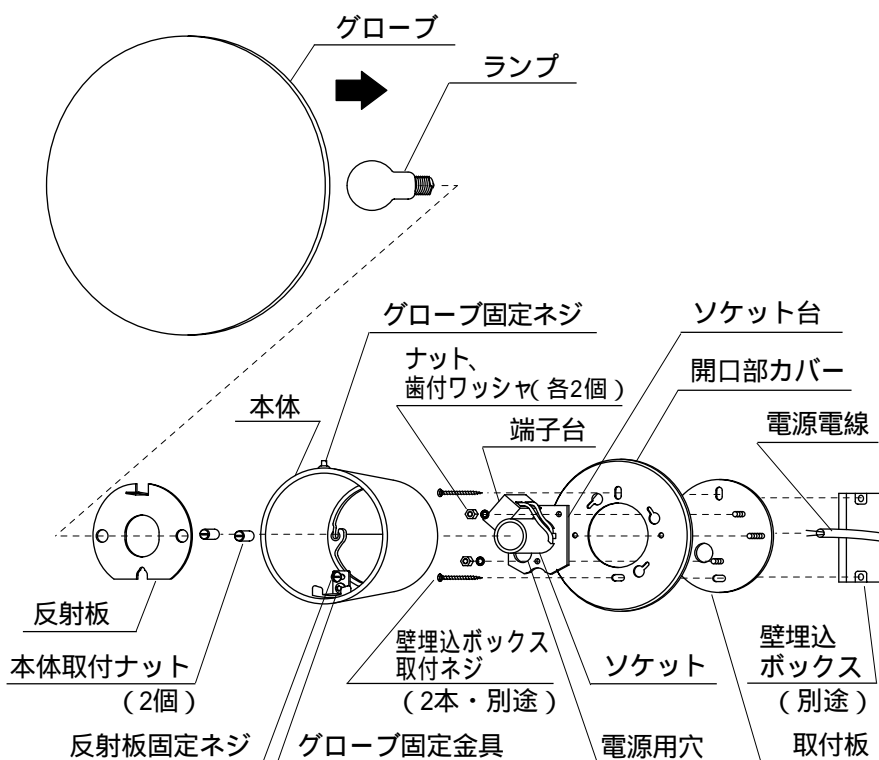 グローブ
ランプ
グローブ固定ネジ
ソケット台
ナット、
歯付ワッシャ(各2個)
開口部カバー
本体
端子台
電源電線
反射板
本体取付ナット
(2個)
壁埋込ボックス
取付ネジ
(2本・別途)
ソケット
壁埋込
ボックス
(別途)
反射板固定ネジ
グローブ固定金具
電源用穴
取付板